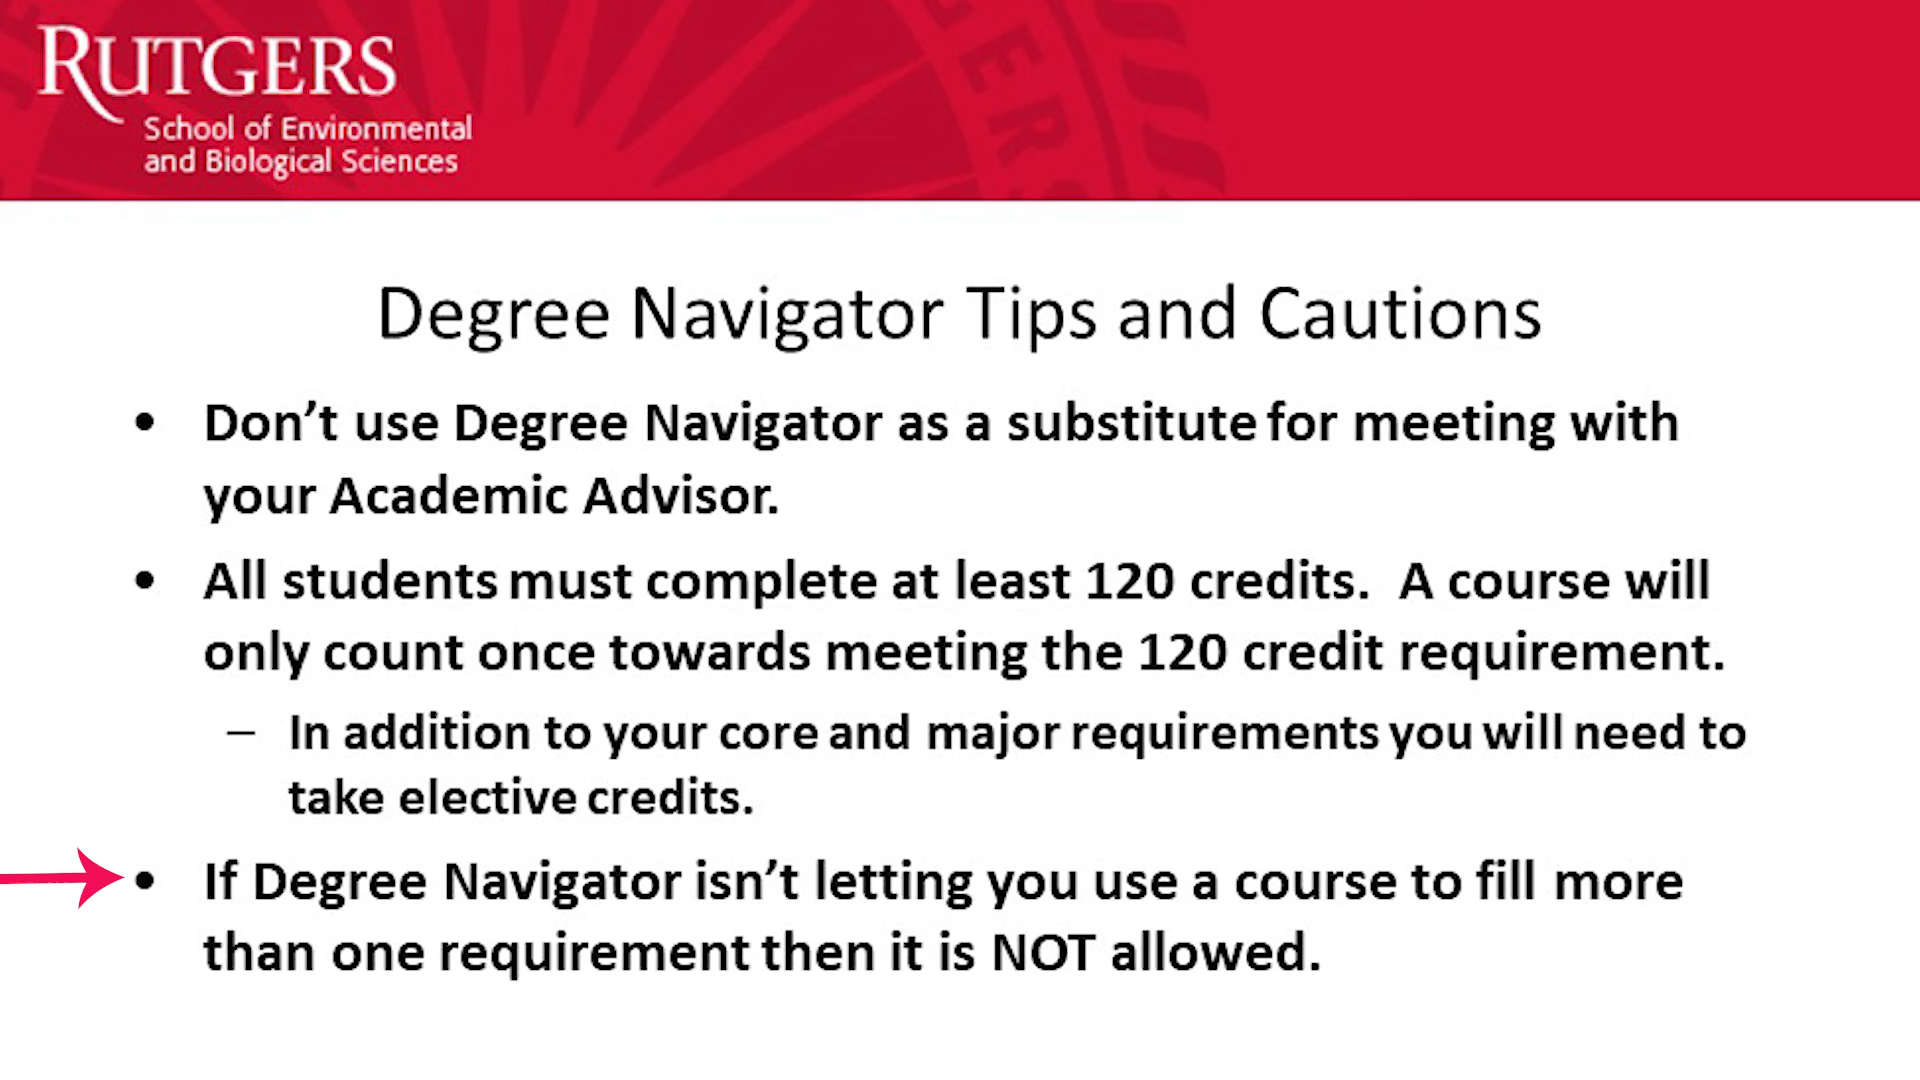 RUTGERS
School of Environmental
and Biological Sciences
GERS
Degree Navigator Tips and Cautions
• Don’t use Degree Navigator as a substitute for meeting with
your Academic Advisor.
• All students must complete at least 120 credits. A course will
only count once towards meeting the 120 credit requirement.
– In addition to your core and major requirements you will need to
take elective credits.
• If Degree Navigator isn’t letting you use a course to fill more
than one requirement then it is NOT allowed.